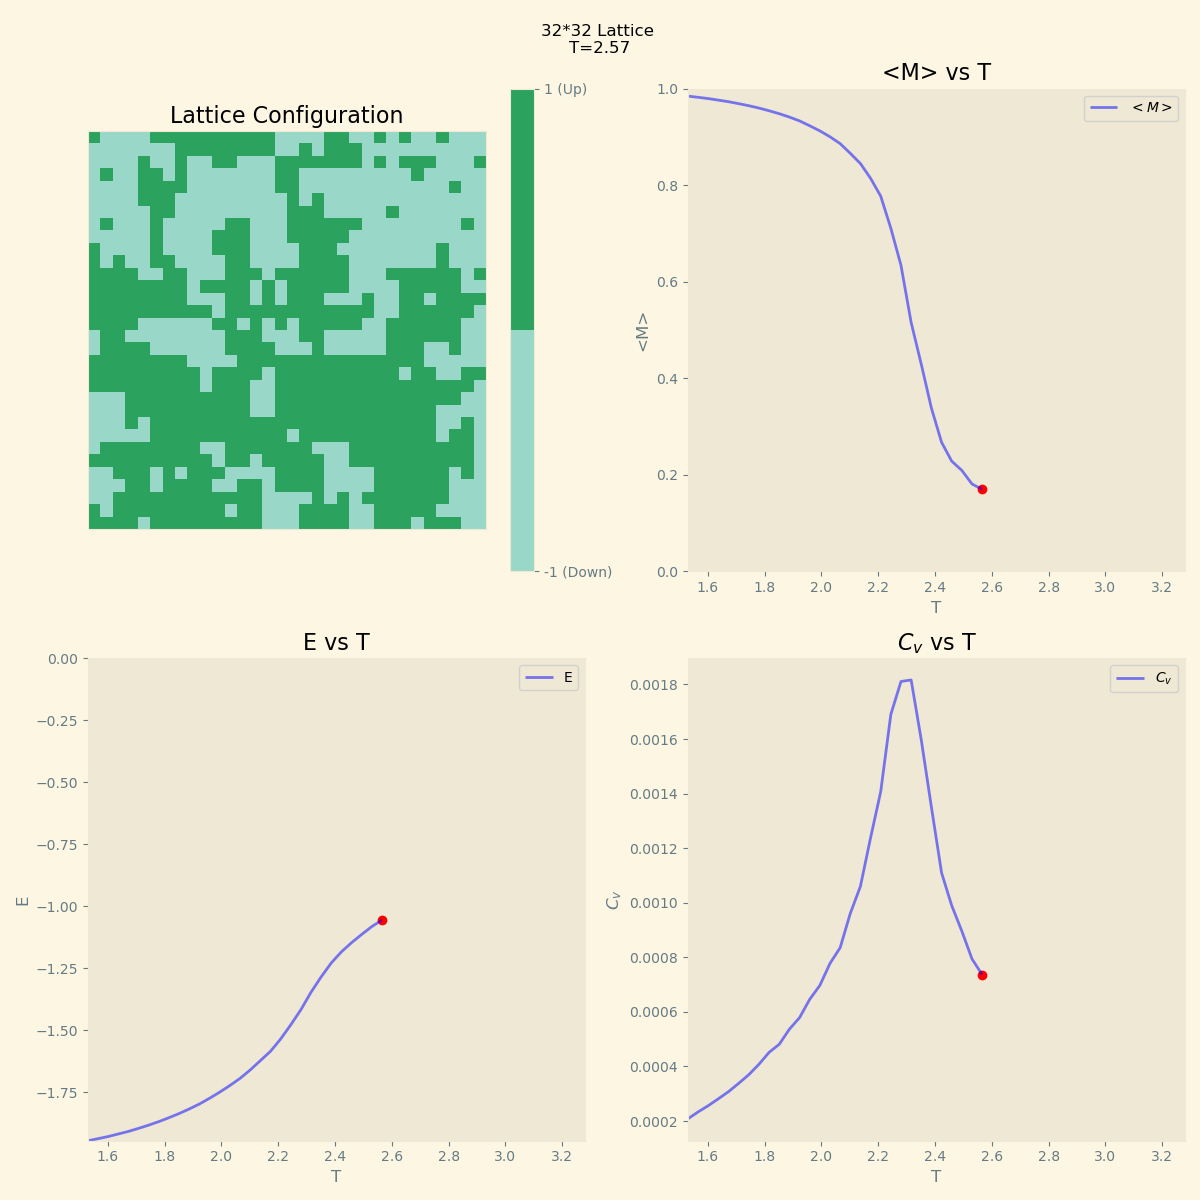 32*32 Lattice
T=2.57
Lattice Configuration
1 (Up)
-1 (Down)
<M> vs T
<M>
1.0
0.8
0.6
0.4
0.2
0.0
<M>
1.6 1.8 2.0 2.2 2.4 2.6 2.8 3.0 3.2
T
E vs T
E
0.00
−0.25
−0.50
−0.75
−1.00
−1.25
−1.50
−1.75
E
1.6 1.8 2.0 2.2 2.4 2.6 2.8 3.0 3.2
T
Cv vs T
Cv
0.0018
0.0016
0.0014
0.0012
0.0010
0.0008
0.0006
0.0004
0.0002
Cv
1.6 1.8 2.0 2.2 2.4 2.6 2.8 3.0 3.2
T